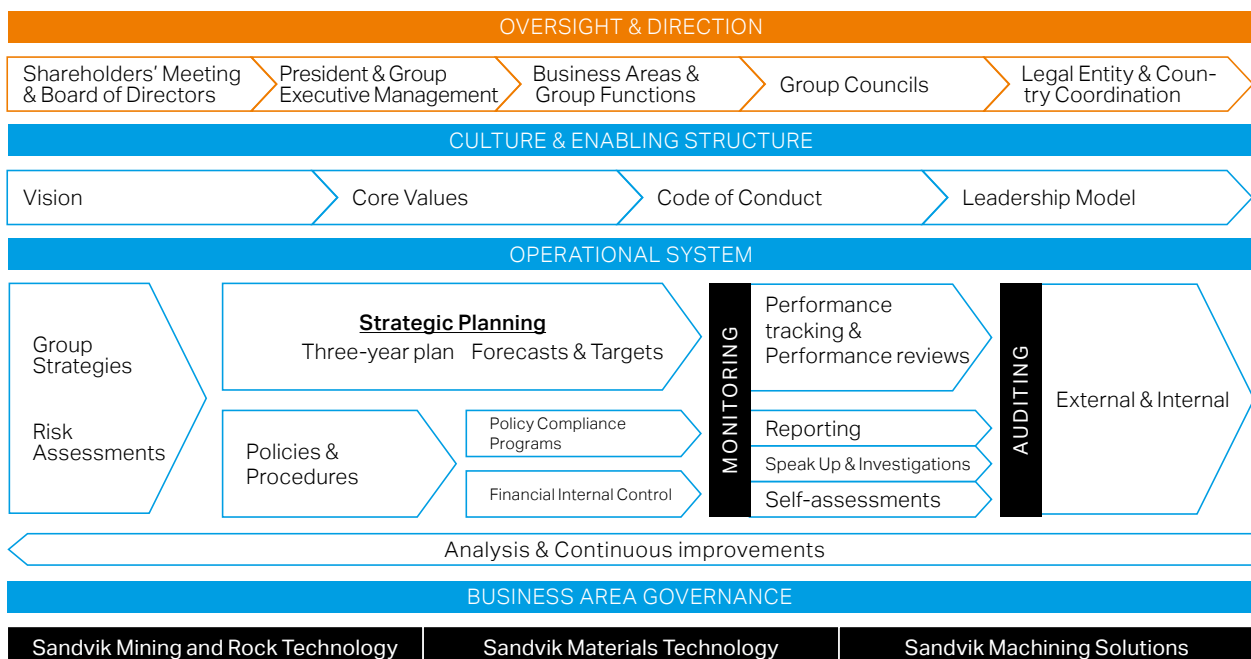 OVERSIGHT & DIRECTION
Shareholders' Meeting
& Board of Directors
President & Group
Executive Management
Business Areas &
Group Functions
Group Councils
Legal Entity & Coun-
try Coordination
CULTURE & ENABLING STRUCTURE
Vision
Core Values
Code of Conduct
Leadership Model
OPERATIONAL SYSTEM
Group
Strategies
Risk
Assessments
Strategic Planning
Three-year plan Forecasts & Targets
Policies &
Procedures
Policy Compliance
Programs
Financial Internal Control
MONITORING
Performance
tracking &
Performance reviews
Reporting
Speak Up & Investigations
Self-assessments
AUDITING
External & Internal
Analysis & Continuous improvements
BUSINESS AREA GOVERNANCE
Sandvik Mining and Rock Technology
Sandvik Materials Technology
Sandvik Machining Solutions